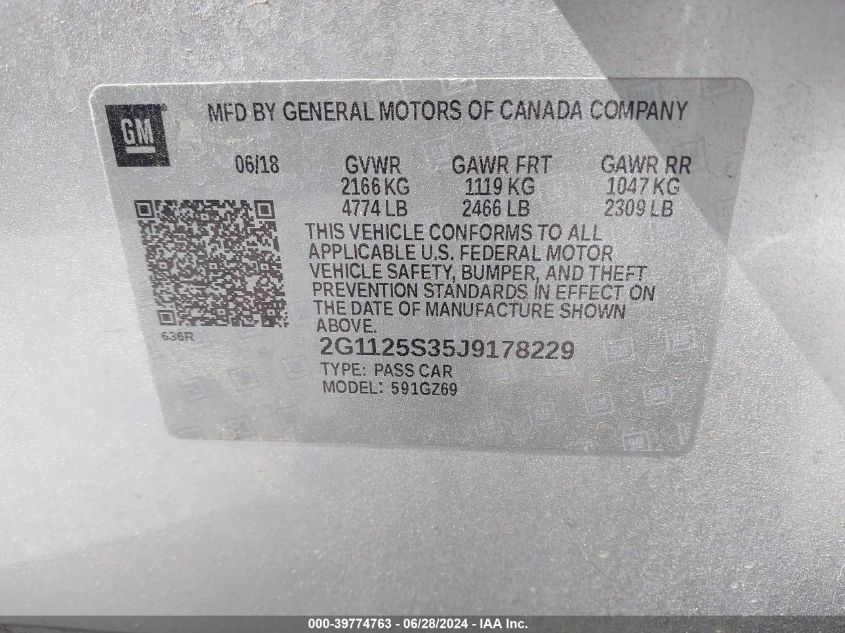 GM
MFD BY GENERAL MOTORS OF CANADA COMPANY
06/18 GVWR GAWR FRT GAWR RR
2166 KG 1119 KG 1047 KG
4774 LB 2466 LB 2309 LB
THIS VEHICLE CONFORMS TO ALL
APPLICABLE U.S. FEDERAL MOTOR
VEHICLE SAFETY, BUMPER, AND THEFT
PREVENTION STANDARDS IN EFFECT ON
THE DATE OF MANUFACTURE SHOWN
ABOVE.
636R
2G1125S35J9178229
TYPE: PASS CAR
MODEL: 591GZ69
000-39774763 - 06/28/2024 - IAA Inc.